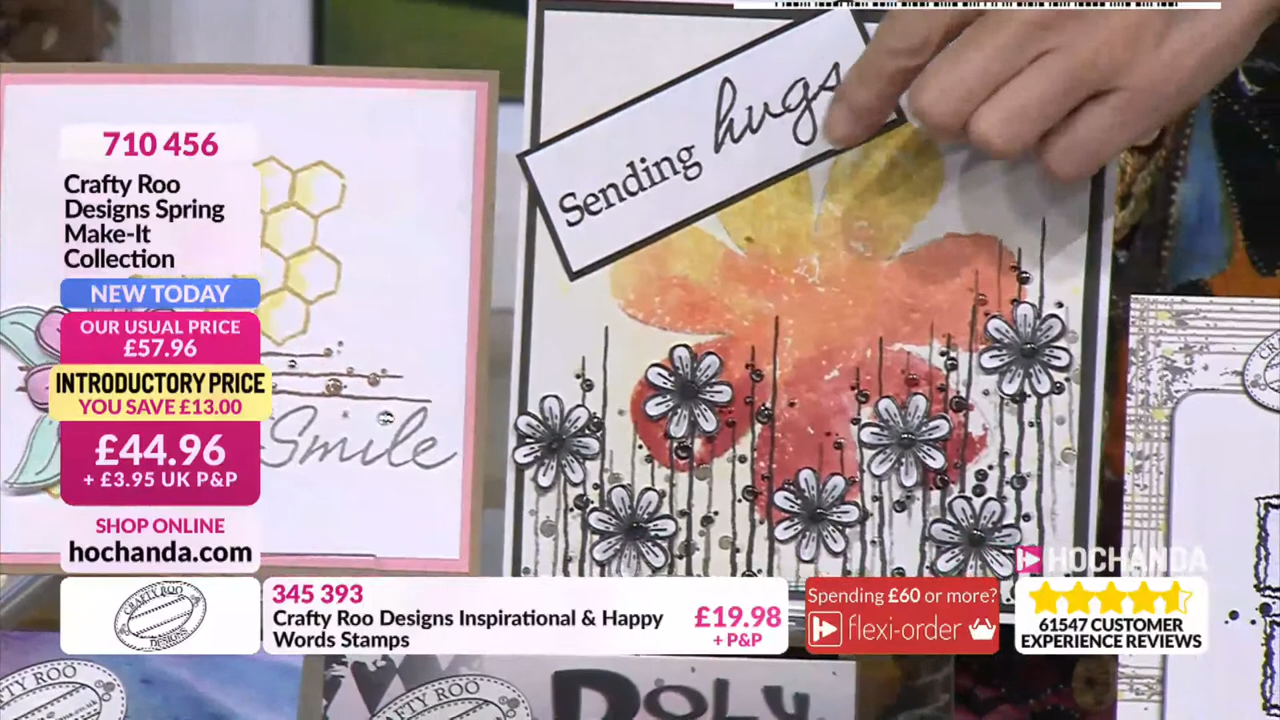 710 456
Crafty Roo
Designs Spring
Make-It
Collection
NEW TODAY
OUR USUAL PRICE
£57.96
INTRODUCTORY PRICE
YOU SAVE £13.00
£44.96
+ £3.95 UK P&P
SHOP ONLINE
hochanda.com
Sending hugs
Smile
HOCHANDA
CRAFTY ROO
DESIGNS
345 393
Crafty Roo Designs Inspirational & Happy
Words Stamps
£19.98
+ P&P
Spending £60 or more?
flexi-order
61547 CUSTOMER
EXPERIENCE REVIEWS
CRAFTY ROO